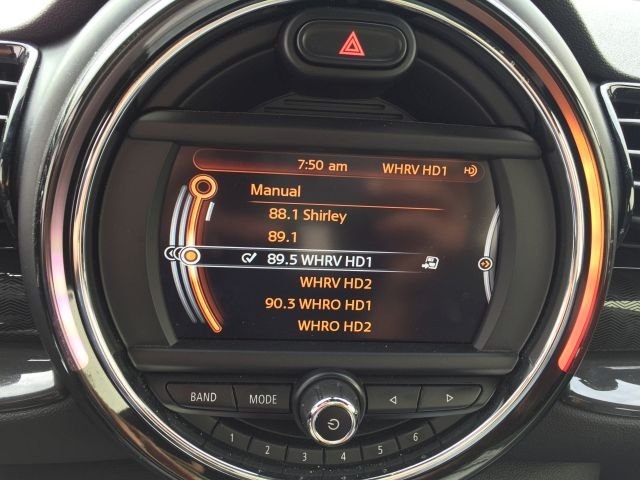 7:50 am WHRV HD1
Manual
88.1 Shirley
89.1
89.5 WHRV HD1
WHRV HD2
90.3 WHRO HD1
WHRO HD2
BAND MODE
1 2 3 4 5 6